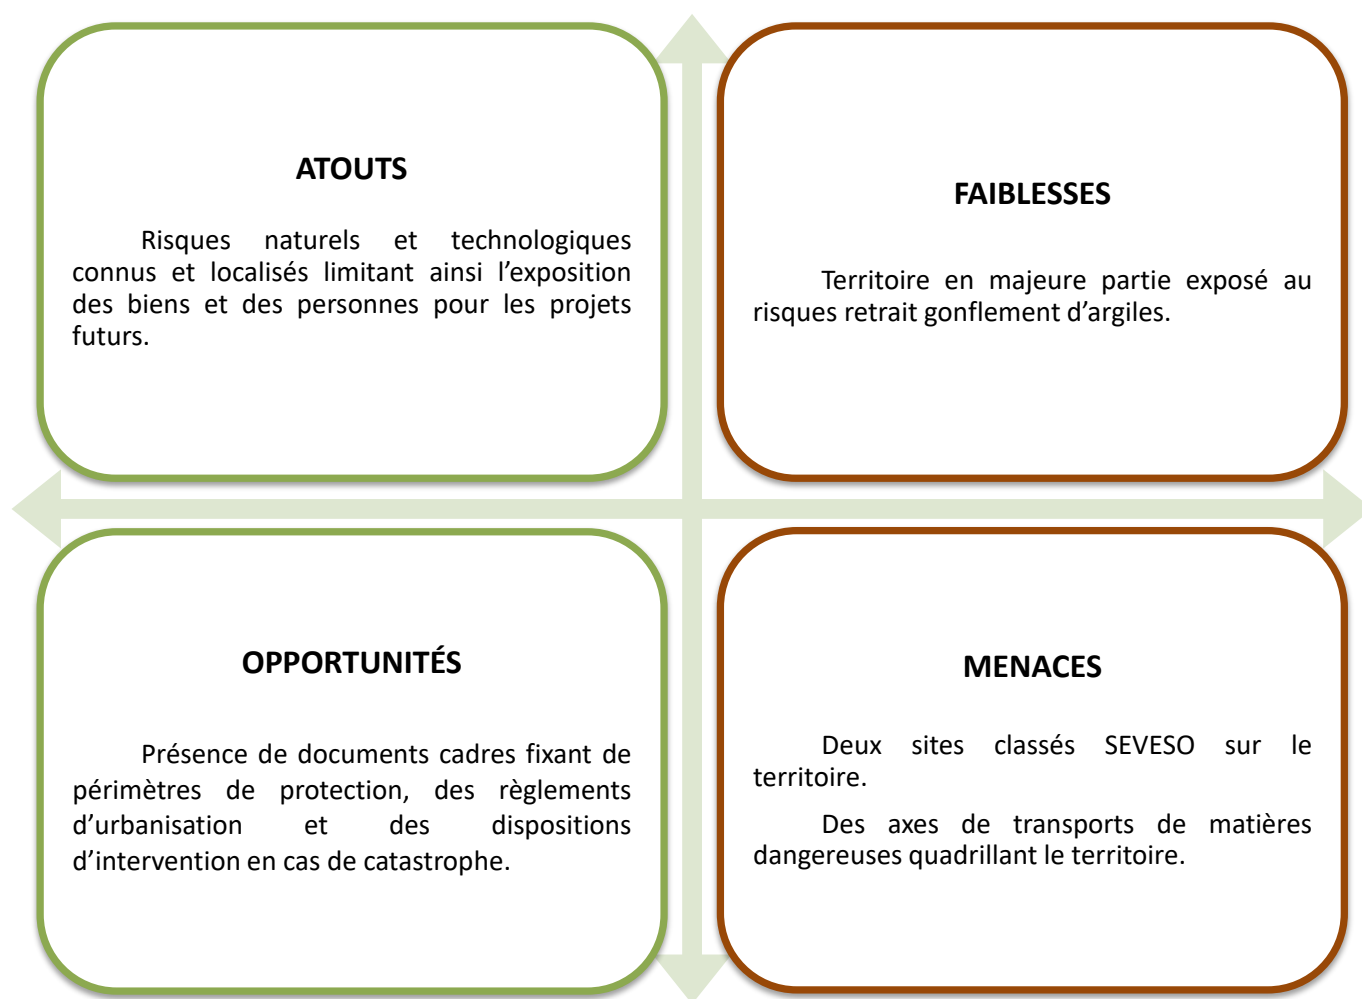 ATOUTS
Risques naturels et technologiques
connus et localisés limitant ainsi l’exposition
des biens et des personnes pour les projets
futurs.
FAIBLESSES
Territoire en majeure partie exposé au
risques retrait gonflement d’argiles.
OPPORTUNITÉS
Présence de documents cadres fixant de
périmètres de protection, des règlements
d’urbanisation et des dispositions
d’intervention en cas de catastrophe.
MENACES
Deux sites classés SEVESO sur le
territoire.
Des axes de transports de matières
dangereuses quadrillant le territoire.